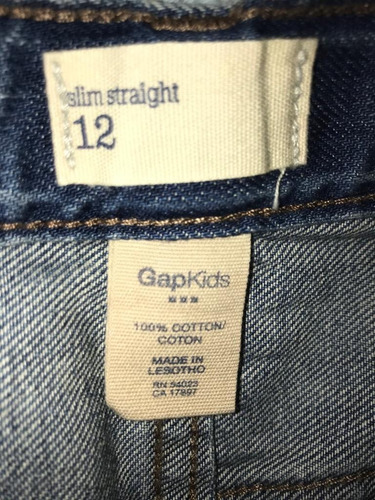 slim straight
12
GapKids
100% COTTON/
COTON
MADE IN
LESOTHO
RN 54023
CA 17897